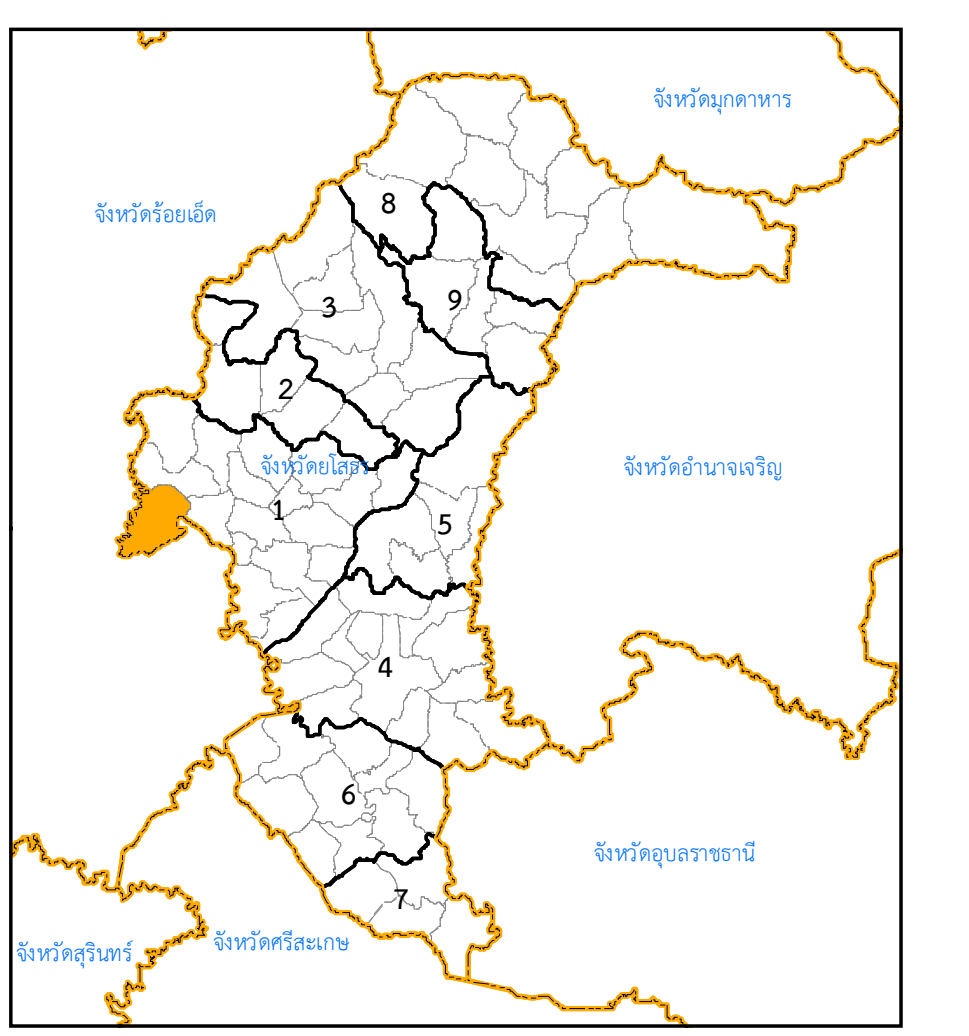 จังหวัดมุกดาหาร
8
จังหวัดร้อยเอ็ด
9
3
2
จังหวัดยโสธร
จังหวัดอำนาจเจริญ
1
5
4
6
จังหวัดอุบลราชธานี
7
จังหวัดศรีสะเกษ
จังหวัดสุรินทร์